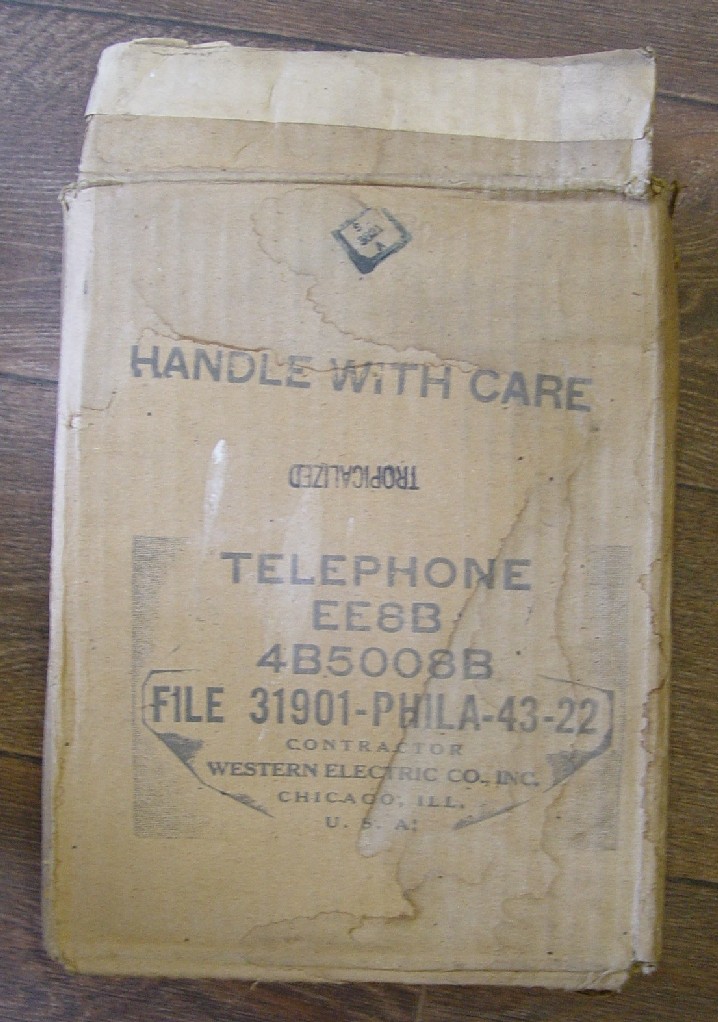 HANDLE WITH CARE
TROPICALIZED
TELEPHONE
EE8B
4B5008B
FILE 31901-PHILA-43-22
CONTRACTOR
WESTERN ELECTRIC CO., INC.
CHICAGO, ILL,
U. S. A.